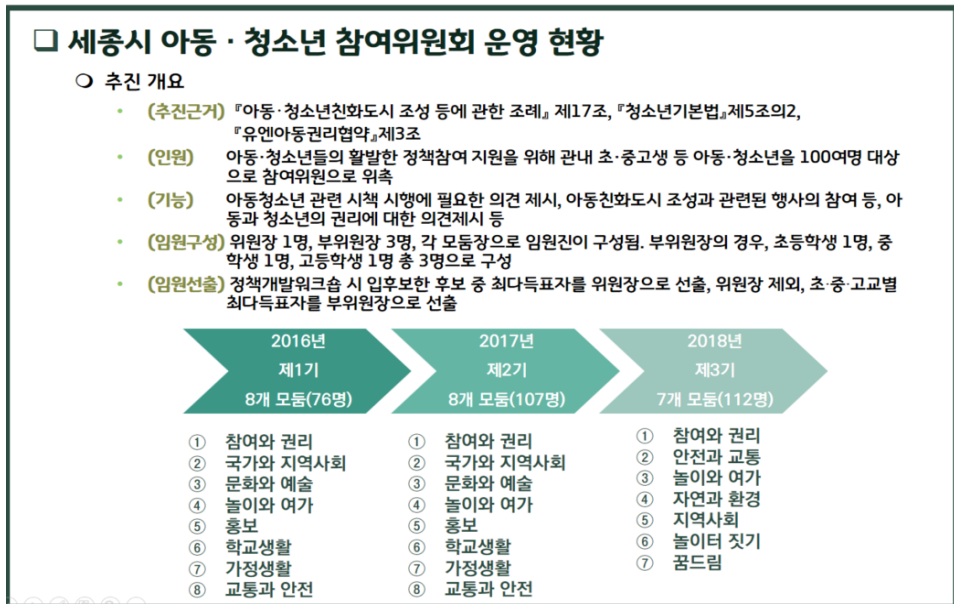 ❑ 세종시 아동 · 청소년 참여위원회 운영 현황
❍ 추진 개요
• (추진근거) 『아동·청소년친화도시 조성 등에 관한 조례』 제17조, 『청소년기본법』제5조의2,
『유엔아동권리협약』제3조
• (인원) 아동·청소년들의 활발한 정책참여 지원을 위해 관내 초·중고생 등 아동·청소년을 100여명 대상
으로 참여위원으로 위촉
• (기능) 아동청소년 관련 시책 시행에 필요한 의견 제시, 아동친화도시 조성과 관련된 행사의 참여 등, 아
동과 청소년의 권리에 대한 의견제시 등
• (임원구성) 위원장 1명, 부위원장 3명, 각 모둠장으로 임원진이 구성됨. 부위원장의 경우, 초등학생 1명, 중
학생 1명, 고등학생 1명 총 3명으로 구성
• (임원선출) 정책개발워크숍 시 입후보한 후보 중 최다득표자를 위원장으로 선출, 위원장 제외, 초·중·고교별
최다득표자를 부위원장으로 선출
2016년
제1기
8개 모둠(76명)
① 참여와 권리
② 국가와 지역사회
③ 문화와 예술
④ 놀이와 여가
⑤ 홍보
⑥ 학교생활
⑦ 가정생활
⑧ 교통과 안전
2017년
제2기
8개 모둠(107명)
① 참여와 권리
② 국가와 지역사회
③ 문화와 예술
④ 놀이와 여가
⑤ 홍보
⑥ 학교생활
⑦ 가정생활
⑧ 교통과 안전
2018년
제3기
7개 모둠(112명)
① 참여와 권리
② 안전과 교통
③ 놀이와 여가
④ 자연과 환경
⑤ 지역사회
⑥ 놀이터 짓기
⑦ 꿈드림